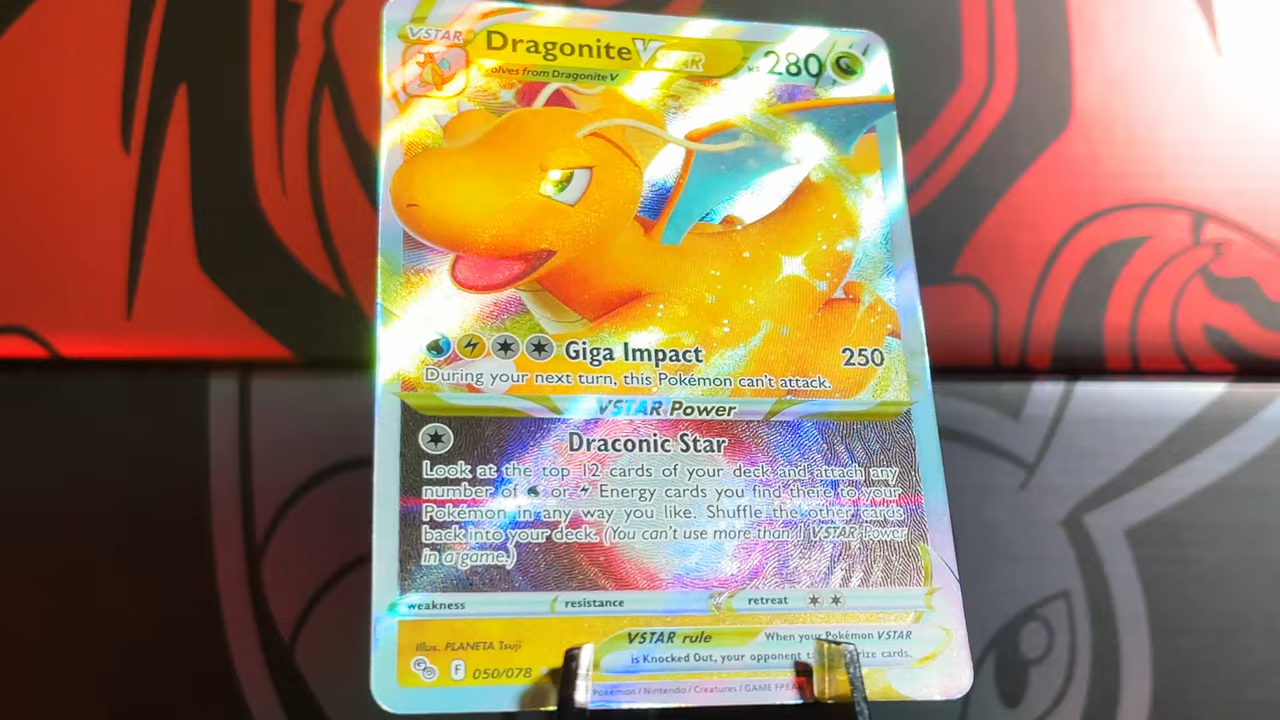 VSTAR
Dragonite VSTAR
HP 280
olves from Dragonite V
Giga Impact 250
During your next turn, this Pokémon can't attack.
VSTAR Power
Draconic Star
Look at the top 12 cards of your deck and attach any
number of or Energy cards you find there to your
Pokémon in any way you like. Shuffle the other cards
back into your deck. (You can't use more than 1 VSTAR Power
in a game.)
weakness resistance retreat
Illus. PLANETA Tsuji
VSTAR rule When your Pokémon VSTAR
is Knocked Out, your opponent cards.
F 050/078
Pokémon / Nintendo / Creatures / GAME